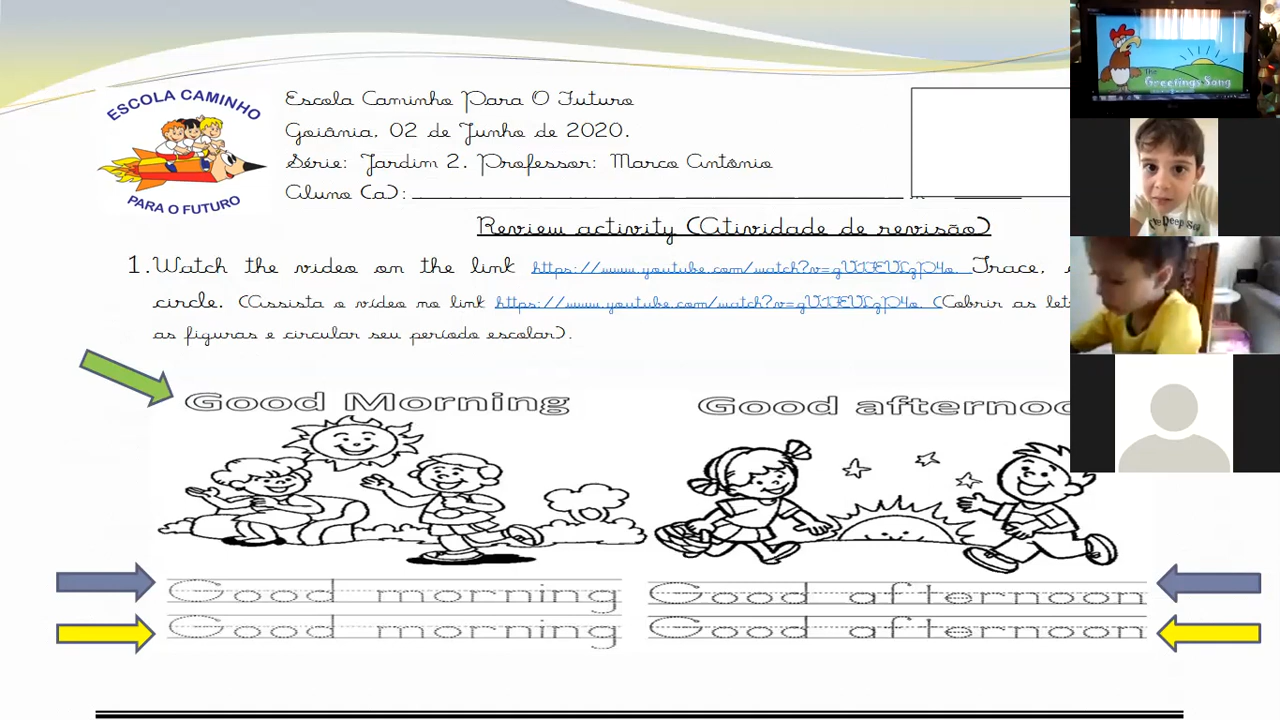 ESCOLA CAMINHO
PARA O FUTURO
Escola Caminho Para O Futuro
Goiânia, 02 de Junho de 2020.
Série: Jardim 2. Professor: Marco Antônio
Aluno (a):
Review activity (Atividade de revisão)
1. Watch the video on the link Trace,
circle. (Assista o vídeo no link (Cobrir as
as figuras e circular seu período escolar).
Good Morning
Good
Good morning
Good afternoon
Good morning
Good afternoon
The
Greetings Song
The Deep